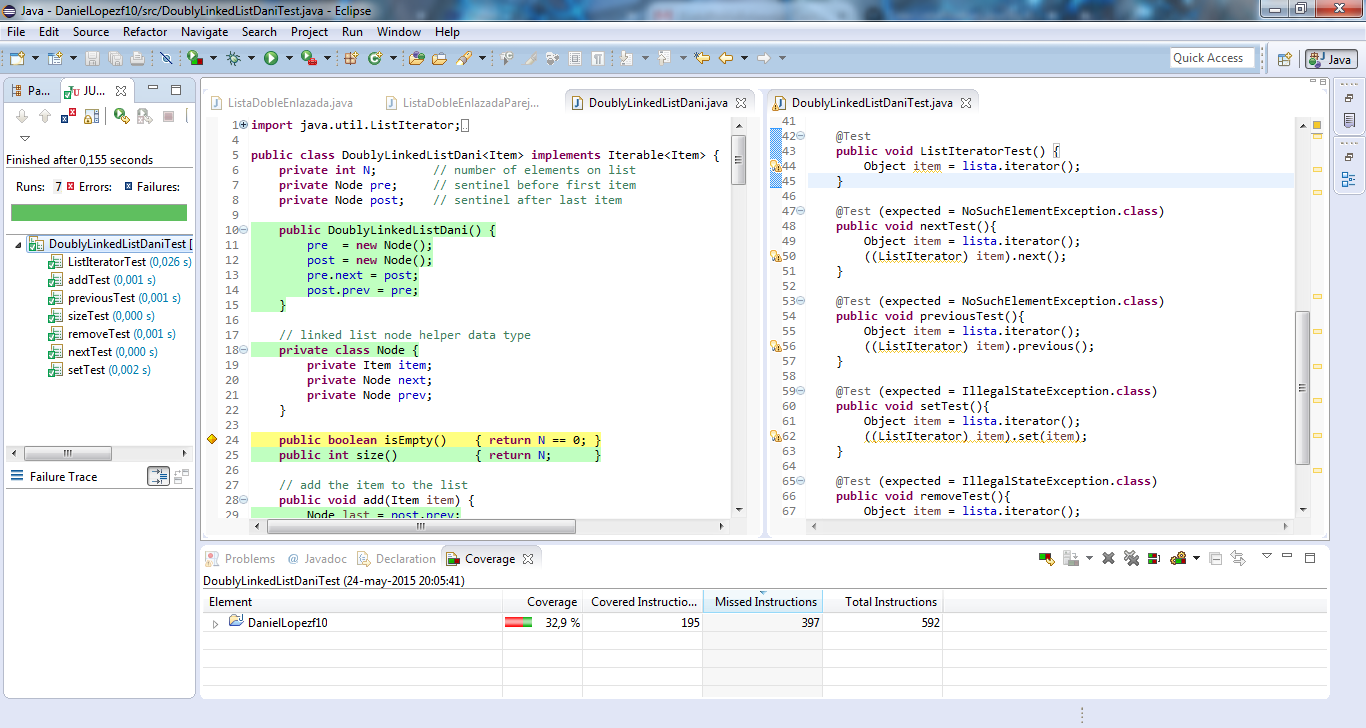 Java - DanielLopezf10/src/DoublyLinkedListDaniTest.java - Eclipse
File Edit Source Refactor Navigate Search Project Run Window Help
Quick Access
Java
Pa...
JU...
Finished after 0,155 seconds
Runs: 7 Errors: Failures:
DoublyLinkedListDaniTest [
ListIteratorTest (0,026 s)
addTest (0,001 s)
previousTest (0,001 s)
sizeTest (0,000 s)
removeTest (0,001 s)
nextTest (0,000 s)
setTest (0,002 s)
Failure Trace
ListaDobleEnlazada.java
ListaDobleEnlazadaParej...
DoublyLinkedListDani.java
1 import java.util.ListIterator;
4
5 public class DoublyLinkedListDani<Item> implements Iterable<Item> {
6 private int N; // number of elements on list
7 private Node pre; // sentinel before first item
8 private Node post; // sentinel after last item
9
10 public DoublyLinkedListDani() {
11 pre = new Node();
12 post = new Node();
13 pre.next = post;
14 post.prev = pre;
15 }
16
17 // linked list node helper data type
18 private class Node {
19 private Item item;
20 private Node next;
21 private Node prev;
22 }
23
24 public boolean isEmpty() { return N == 0; }
25 public int size() { return N; }
26
27 // add the item to the list
28 public void add(Item item) {
29 Node last = post.prev;
DoublyLinkedListDaniTest.java
41
42 @Test
43 public void ListIteratorTest() {
44 Object item = lista.iterator();
45 }
46
47 @Test (expected = NoSuchElementException.class)
48 public void nextTest(){
49 Object item = lista.iterator();
50 ((ListIterator) item).next();
51 }
52
53 @Test (expected = NoSuchElementException.class)
54 public void previousTest(){
55 Object item = lista.iterator();
56 ((ListIterator) item).previous();
57 }
58
59 @Test (expected = IllegalStateException.class)
60 public void setTest(){
61 Object item = lista.iterator();
62 ((ListIterator) item).set(item);
63 }
64
65 @Test (expected = IllegalStateException.class)
66 public void removeTest(){
67 Object item = lista.iterator();
Problems @ Javadoc Declaration Coverage
DoublyLinkedListDaniTest (24-may-2015 20:05:41)
Element Coverage Covered Instructio... Missed Instructions Total Instructions
DanielLopezf10 32,9 % 195 397 592